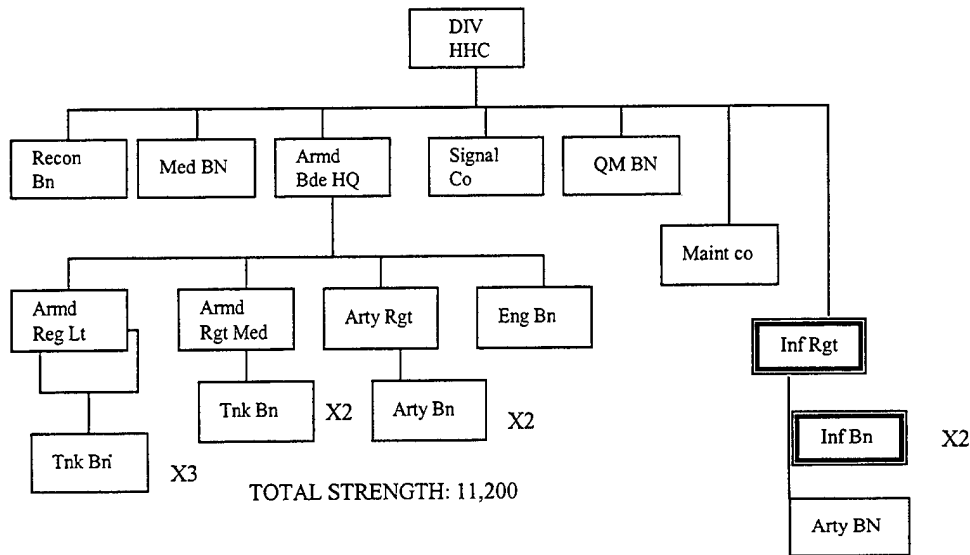 DIV
HHC
Recon
Bn
Med BN
Armd
Bde HQ
Signal
Co
QM BN
Maint co
Armd
Reg Lt
Armd
Rgt Med
Arty Rgt
Eng Bn
Inf Rgt
Tnk Bn
X3
Tnk Bn
X2
Arty Bn
X2
Inf Bn
X2
Arty BN
TOTAL STRENGTH: 11,200